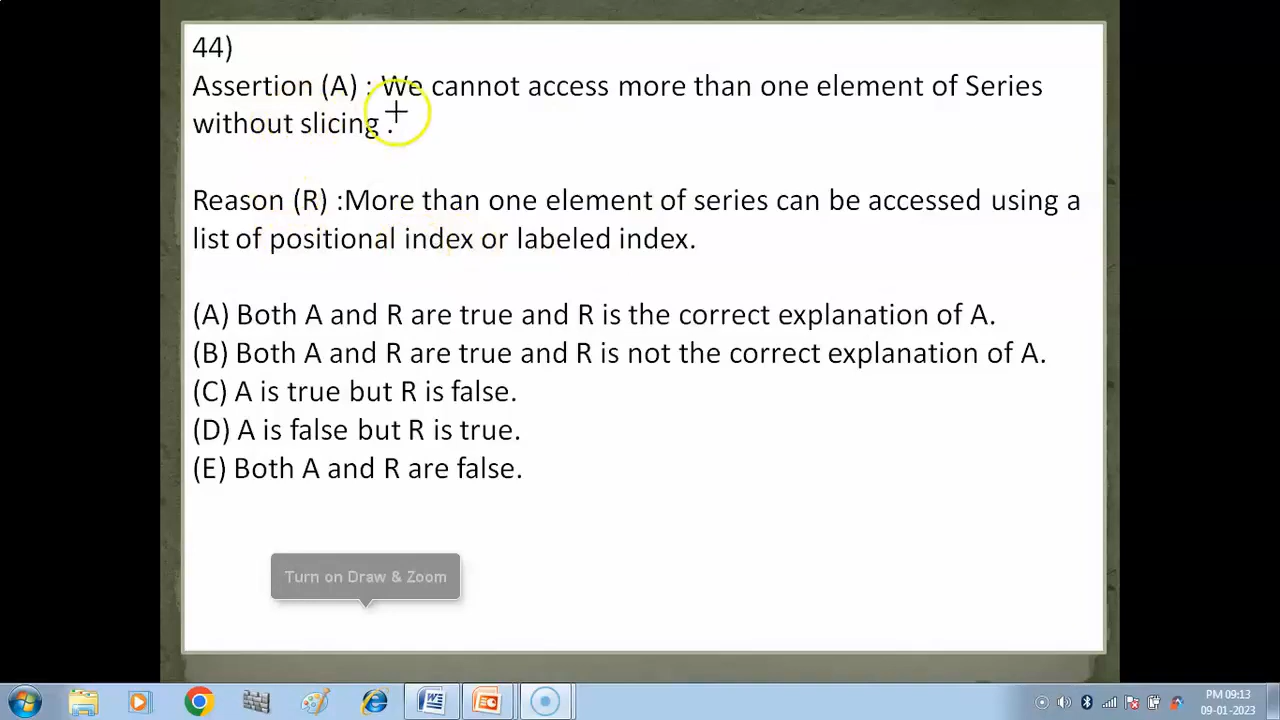 44)
Assertion (A) : We cannot access more than one element of Series
without slicing .
Reason (R) :More than one element of series can be accessed using a
list of positional index or labeled index.
(A) Both A and R are true and R is the correct explanation of A.
(B) Both A and R are true and R is not the correct explanation of A.
(C) A is true but R is false.
(D) A is false but R is true.
(E) Both A and R are false.
Turn on Draw & Zoom
PM 09:13
09-01-2023